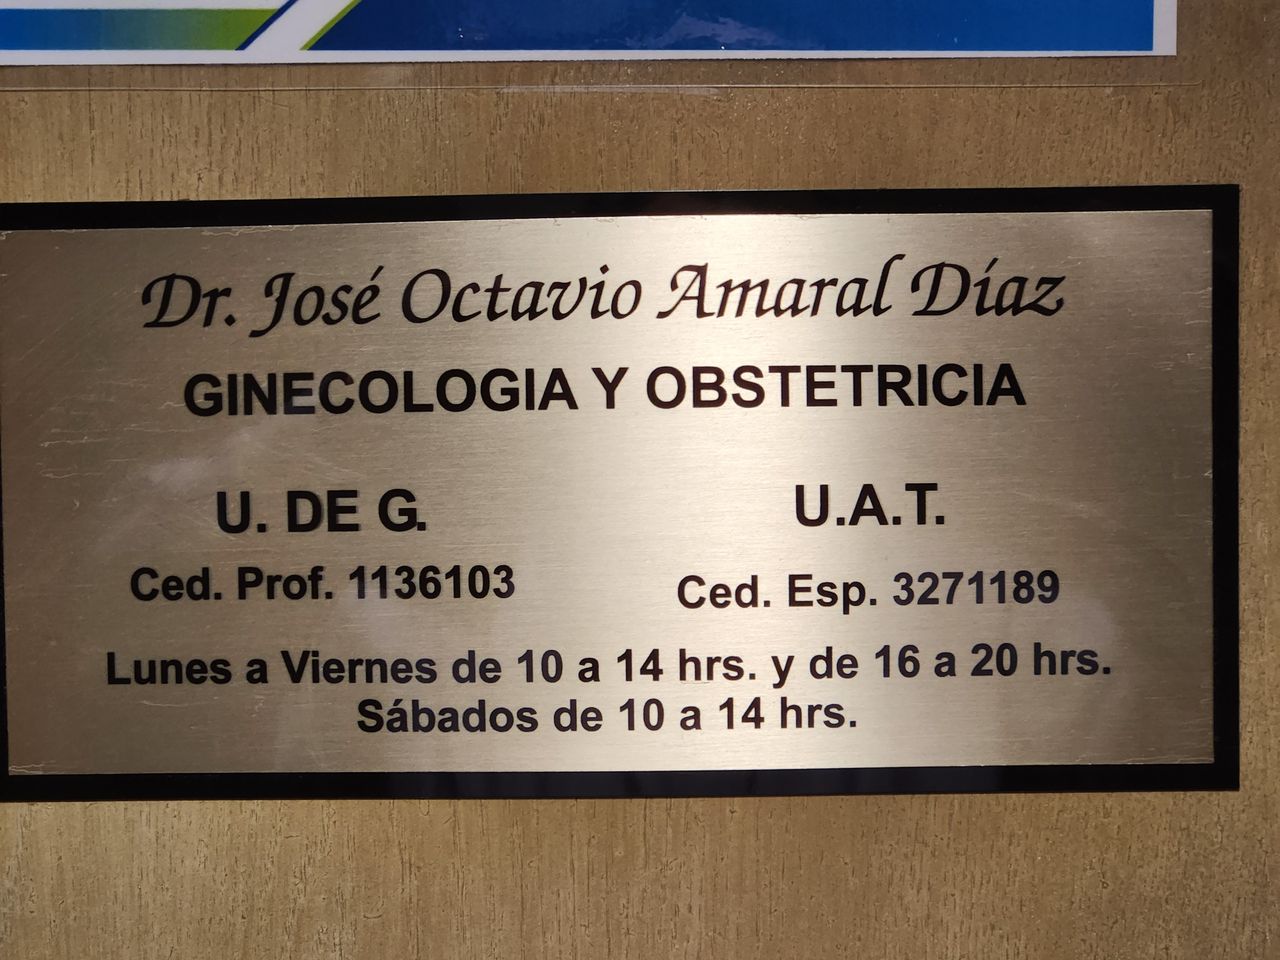 Dr. José Octavio Amaral Díaz
GINECOLOGIA Y OBSTETRICIA
U. DE G.
Ced. Prof. 1136103
U.A.T.
Ced. Esp. 3271189
Lunes a Viernes de 10 a 14 hrs. y de 16 a 20 hrs.
Sábados de 10 a 14 hrs.